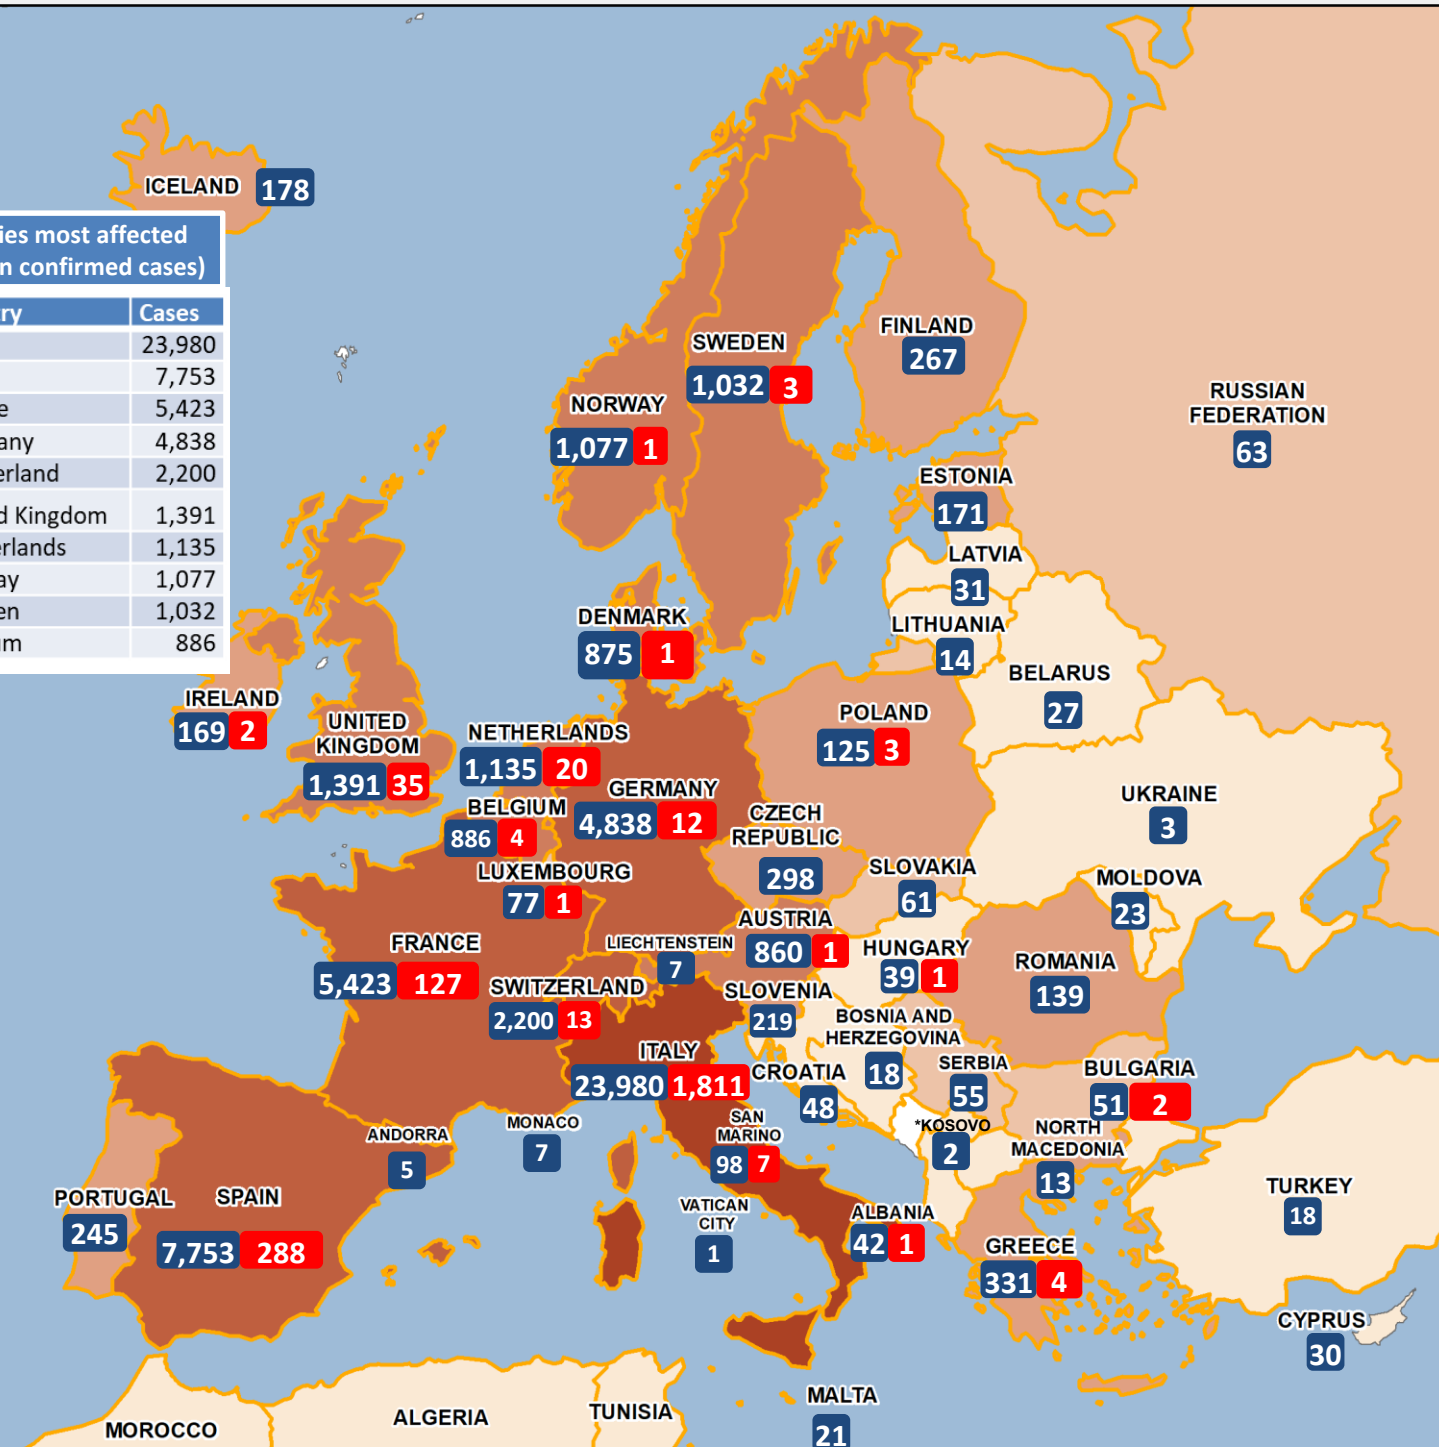 ICELAND 178
ies most affected
n confirmed cases)
ry Cases
23,980
7,753
e 5,423
any 4,838
erland 2,200
d Kingdom 1,391
erlands 1,135
ay 1,077
en 1,032
um 886
FINLAND
267
SWEDEN
1,032 3
NORWAY
1,077 1
RUSSIAN
FEDERATION
63
ESTONIA
171
LATVIA
31
LITHUANIA
14
DENMARK
875 1
BELARUS
27
IRELAND
169 2
UNITED
KINGDOM
1,391 35
NETHERLANDS
1,135 20
POLAND
125 3
GERMANY
4,838 12
BELGIUM
886 4
CZECH
REPUBLIC
298
UKRAINE
3
LUXEMBOURG
77 1
SLOVAKIA
61
MOLDOVA
23
AUSTRIA
860 1
FRANCE
5,423 127
LIECHTENSTEIN
7
HUNGARY
39 1
ROMANIA
139
SWITZERLAND
2,200 13
SLOVENIA
219
BOSNIA AND
HERZEGOVINA
18
ITALY
23,980 1,811
CROATIA
48
SERBIA
55
BULGARIA
51 2
MONACO
7
SAN
MARINO
98 7
*KOSOVO
2
NORTH
MACEDONIA
13
ANDORRA
5
PORTUGAL
245
SPAIN
7,753 288
VATICAN
CITY
1
ALBANIA
42 1
TURKEY
18
GREECE
331 4
CYPRUS
30
MALTA
21
MOROCCO
ALGERIA
TUNISIA